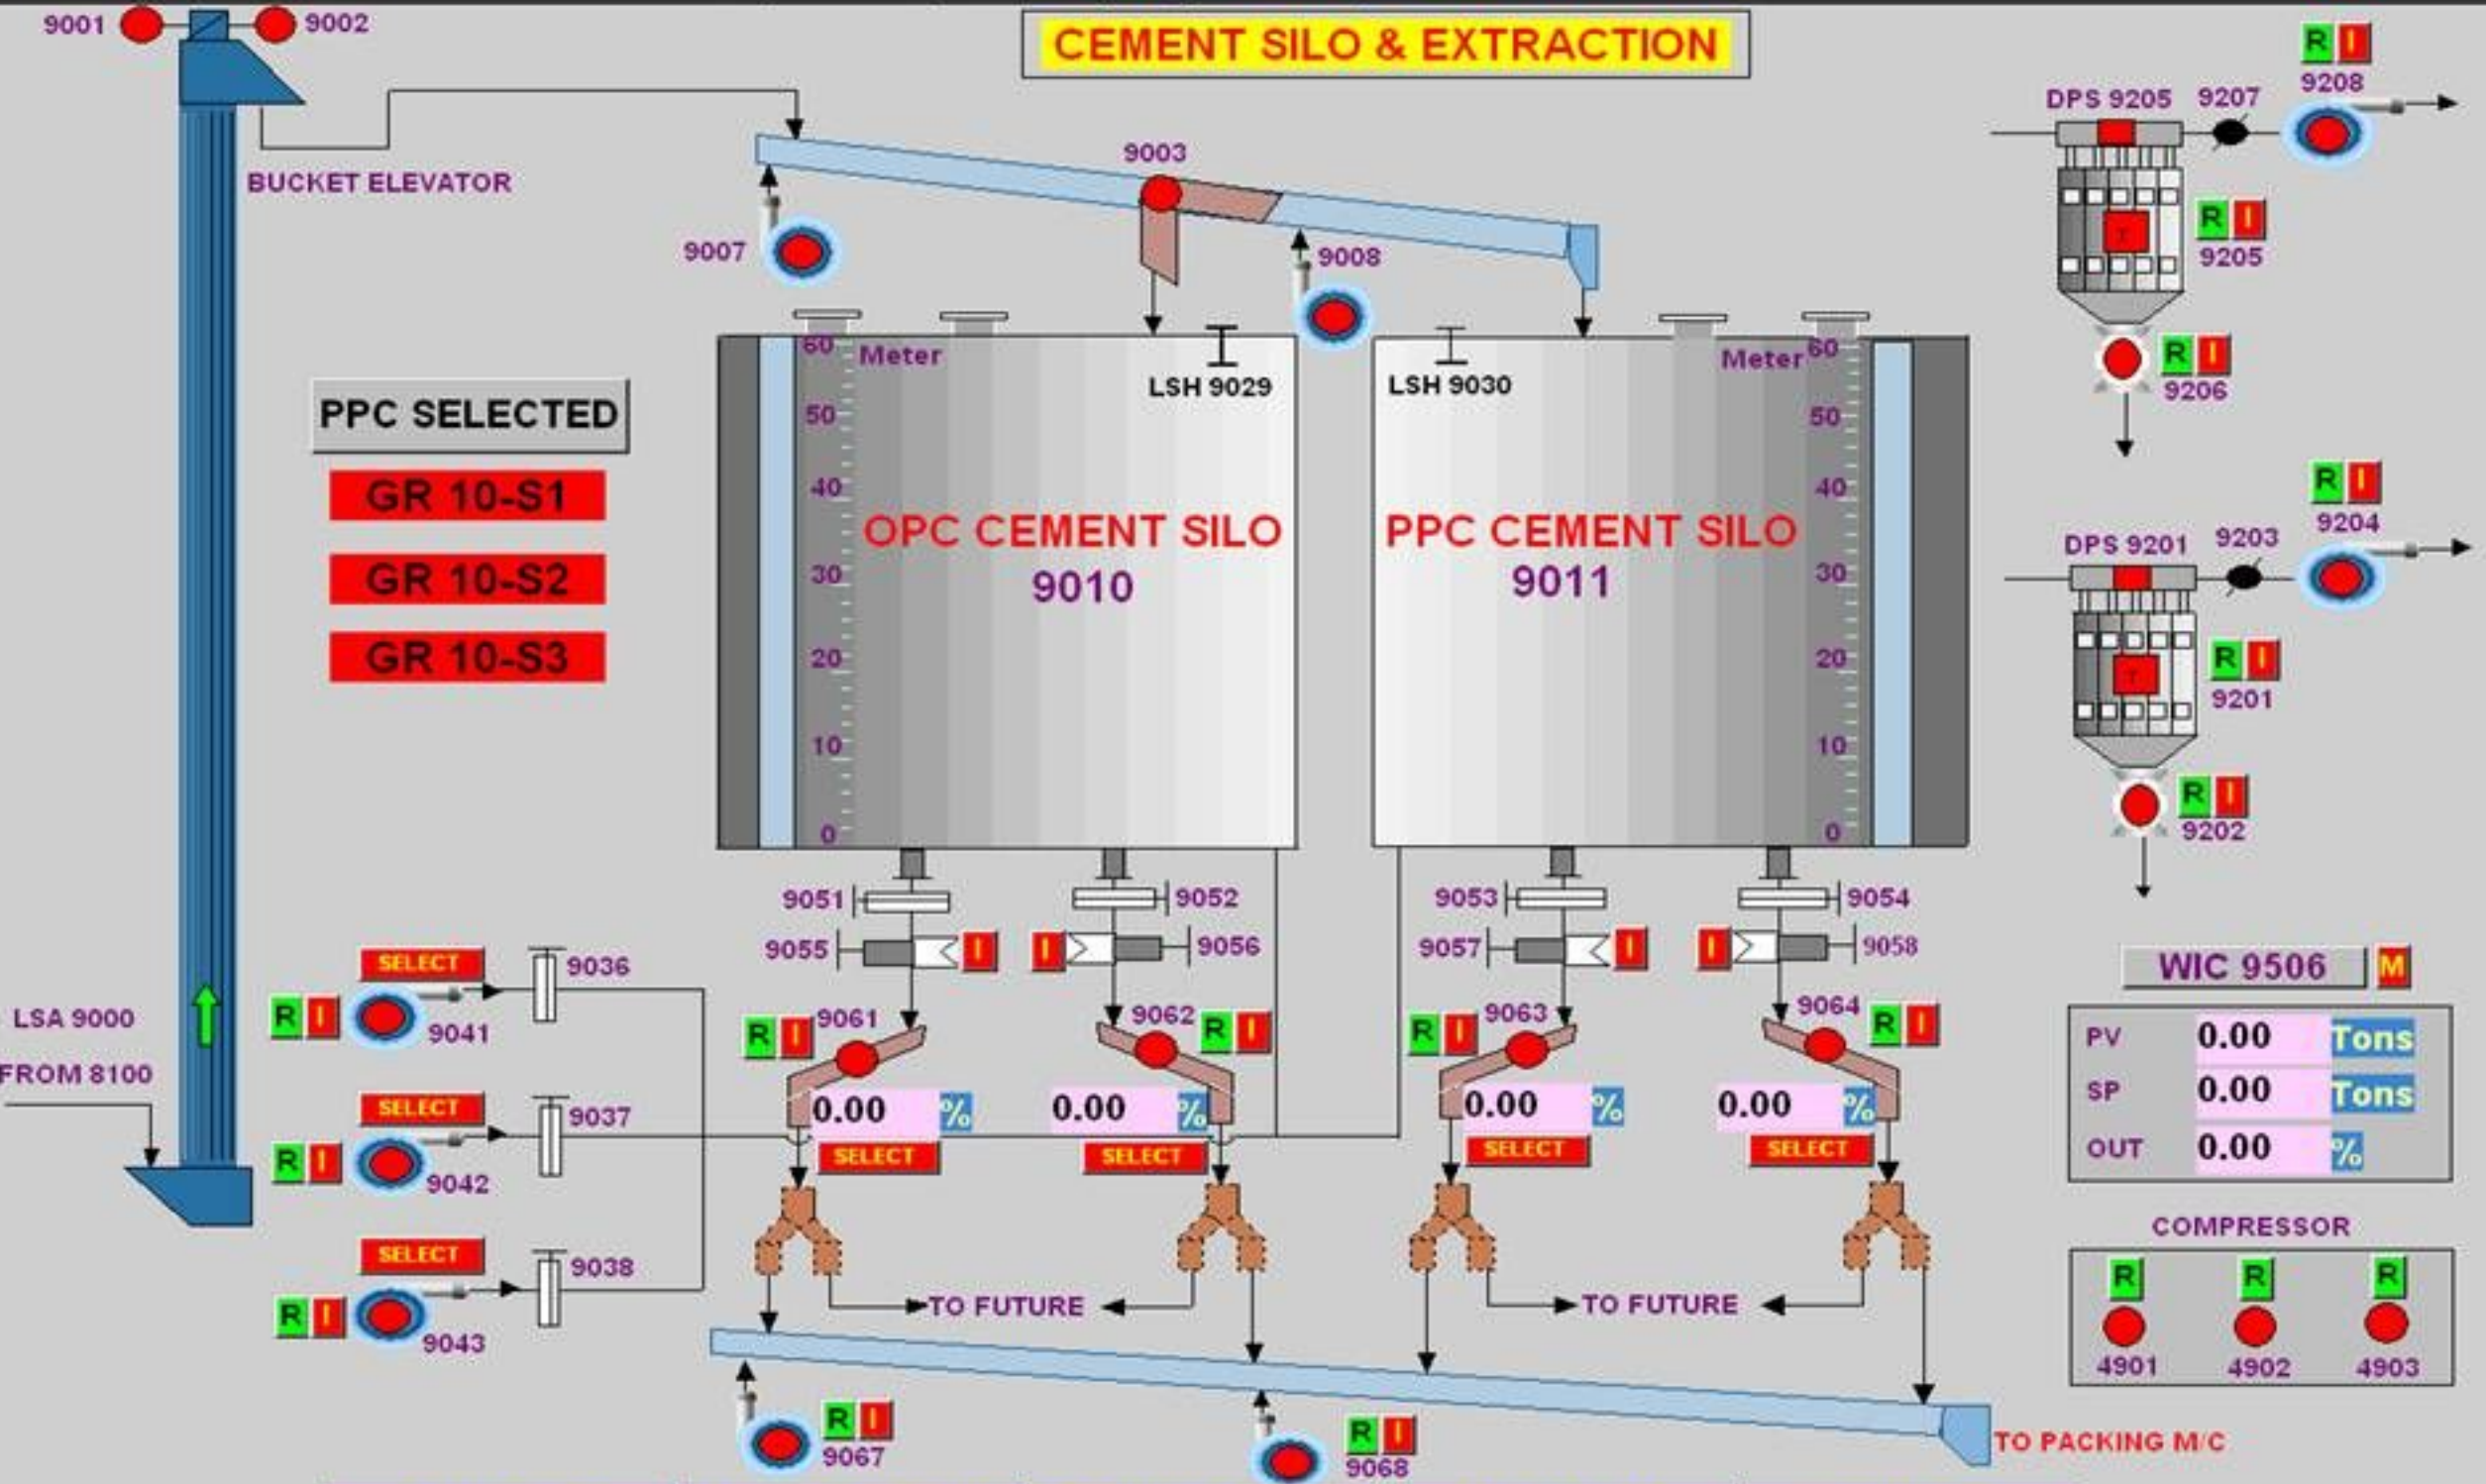 CEMENT SILO & EXTRACTION
9001
9002
BUCKET ELEVATOR
9003
9007
9008
PPC SELECTED
GR 10-S1
GR 10-S2
GR 10-S3
60
Meter
LSH 9029
50
40
OPC CEMENT SILO
9010
30
20
10
0
LSH 9030
Meter
60
50
40
PPC CEMENT SILO
9011
30
20
10
0
R I
9208
DPS 9205
9207
T
R I
9205
R I
9206
R I
9204
DPS 9201
9203
T
R I
9201
R I
9202
9051
9052
9053
9054
9055
I
I
9056
9057
I
I
9058
SELECT
9036
R I
9041
LSA 9000
FROM 8100
SELECT
9037
R I
9042
SELECT
9038
R I
9043
R I
9061
9062
R I
R I
9063
9064
R I
0.00 %
0.00 %
0.00 %
0.00 %
SELECT
SELECT
SELECT
SELECT
TO FUTURE
TO FUTURE
WIC 9506
M
PV 0.00 Tons
SP 0.00 Tons
OUT 0.00 %
COMPRESSOR
R R R
4901 4902 4903
R I
9067
R I
9068
TO PACKING M/C